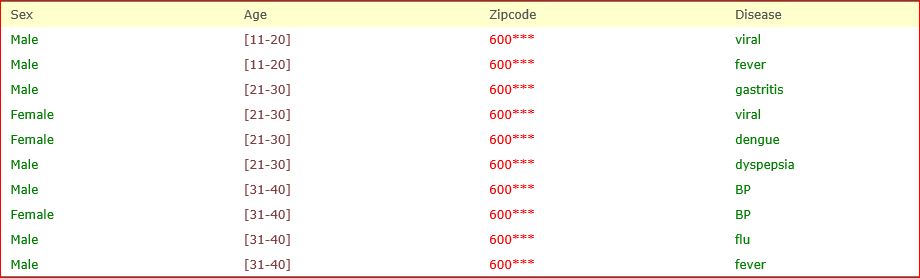 Sex Age Zipcode Disease
Male [11-20] 600*** viral
Male [11-20] 600*** fever
Male [21-30] 600*** gastritis
Female [21-30] 600*** viral
Female [21-30] 600*** dengue
Male [21-30] 600*** dyspepsia
Male [31-40] 600*** BP
Female [31-40] 600*** BP
Male [31-40] 600*** flu
Male [31-40] 600*** fever